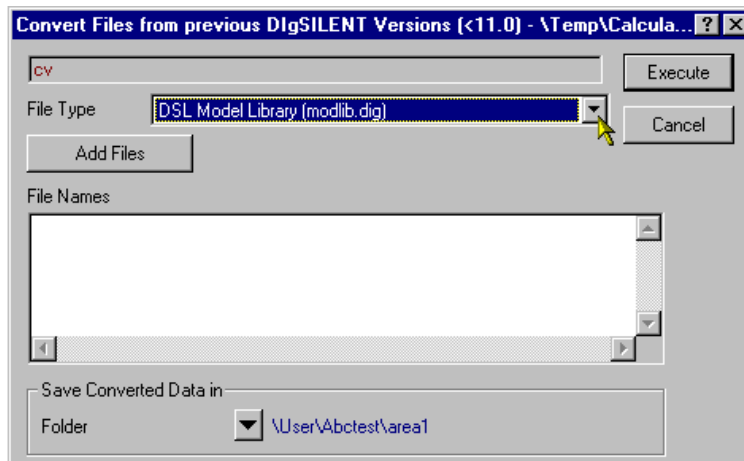 Convert Files from previous DIgSILENT Versions (<11.0) - \Temp\Calcula... ? X
cv
Execute
File Type
DSL Model Library (modlib.dig)
Cancel
Add Files
File Names
Save Converted Data in
Folder
\User\Abctest\area1